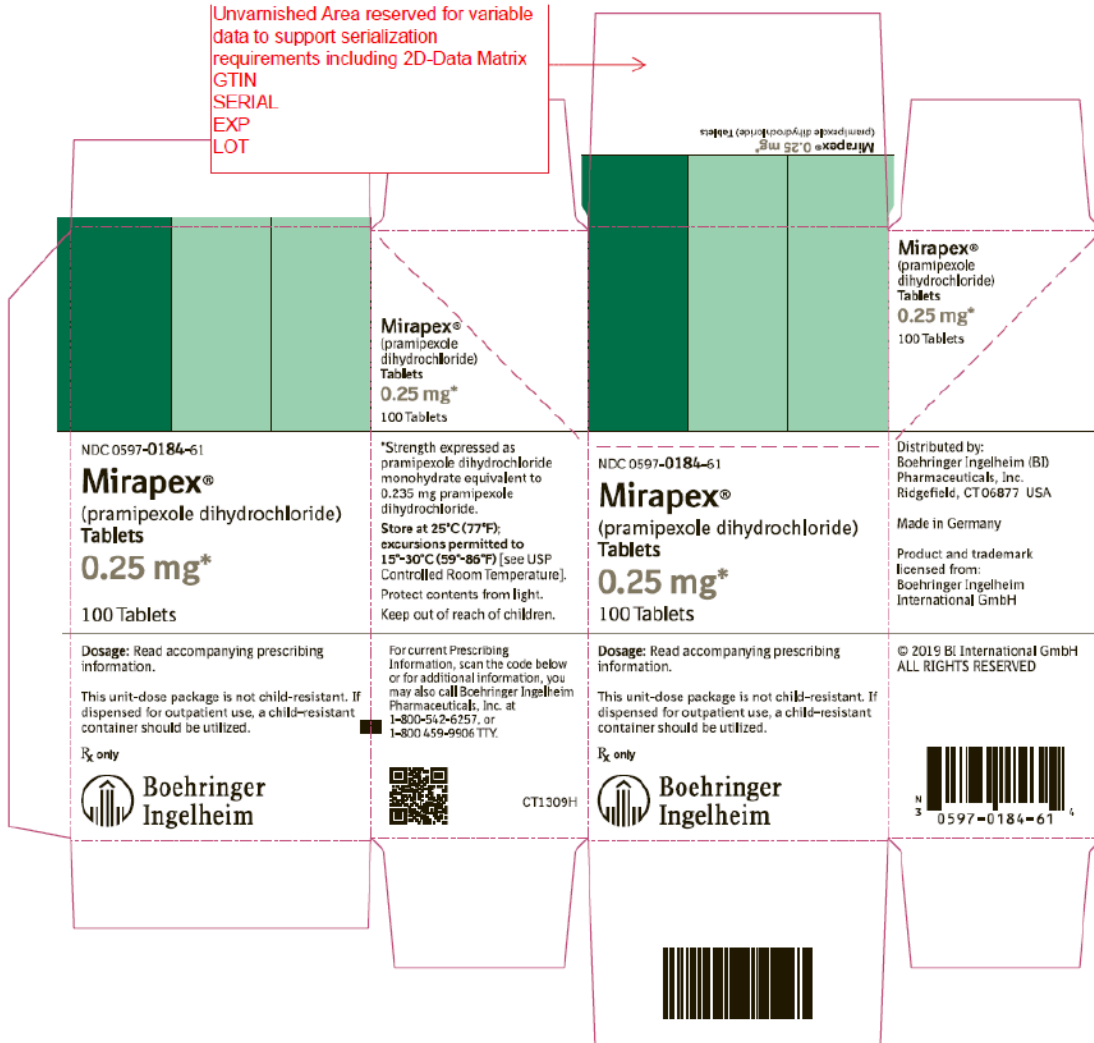 Unvarnished Area reserved for variable
data to support serialization
requirements including 2D-Data Matrix
GTIN
SERIAL
EXP
LOT
Mirapex® 0.25 mg*
(pramipexole dihydrochloride) Tablets
Mirapex®
(pramipexole
dihydrochloride)
Tablets
0.25 mg*
100 Tablets
Mirapex®
(pramipexole
dihydrochloride)
Tablets
0.25 mg*
100 Tablets
NDC 0597-0184-61
Mirapex®
(pramipexole dihydrochloride)
Tablets
0.25 mg*
100 Tablets
*Strength expressed as
pramipexole dihydrochloride
monohydrate equivalent to
0.235 mg pramipexole
dihydrochloride.
Store at 25°C (77°F);
excursions permitted to
15°-30°C (59°-86°F) [see USP
Controlled Room Temperature].
Protect contents from light.
Keep out of reach of children.
NDC 0597-0184-61
Mirapex®
(pramipexole dihydrochloride)
Tablets
0.25 mg*
100 Tablets
Distributed by:
Boehringer Ingelheim (BI)
Pharmaceuticals, Inc.
Ridgefield, CT 06877 USA
Made in Germany
Product and trademark
licensed from:
Boehringer Ingelheim
International GmbH
Dosage: Read accompanying prescribing
information.
This unit-dose package is not child-resistant. If
dispensed for outpatient use, a child-resistant
container should be utilized.
Rx only
Boehringer
Ingelheim
For current Prescribing
Information, scan the code below
or for additional information, you
may also call Boehringer Ingelheim
Pharmaceuticals, Inc. at
1-800-542-6257, or
1-800 459-9906 TTY.
CT1309H
Dosage: Read accompanying prescribing
information.
This unit-dose package is not child-resistant. If
dispensed for outpatient use, a child-resistant
container should be utilized.
Rx only
Boehringer
Ingelheim
© 2019 BI International GmbH
ALL RIGHTS RESERVED
N
3 0597-0184-61 4